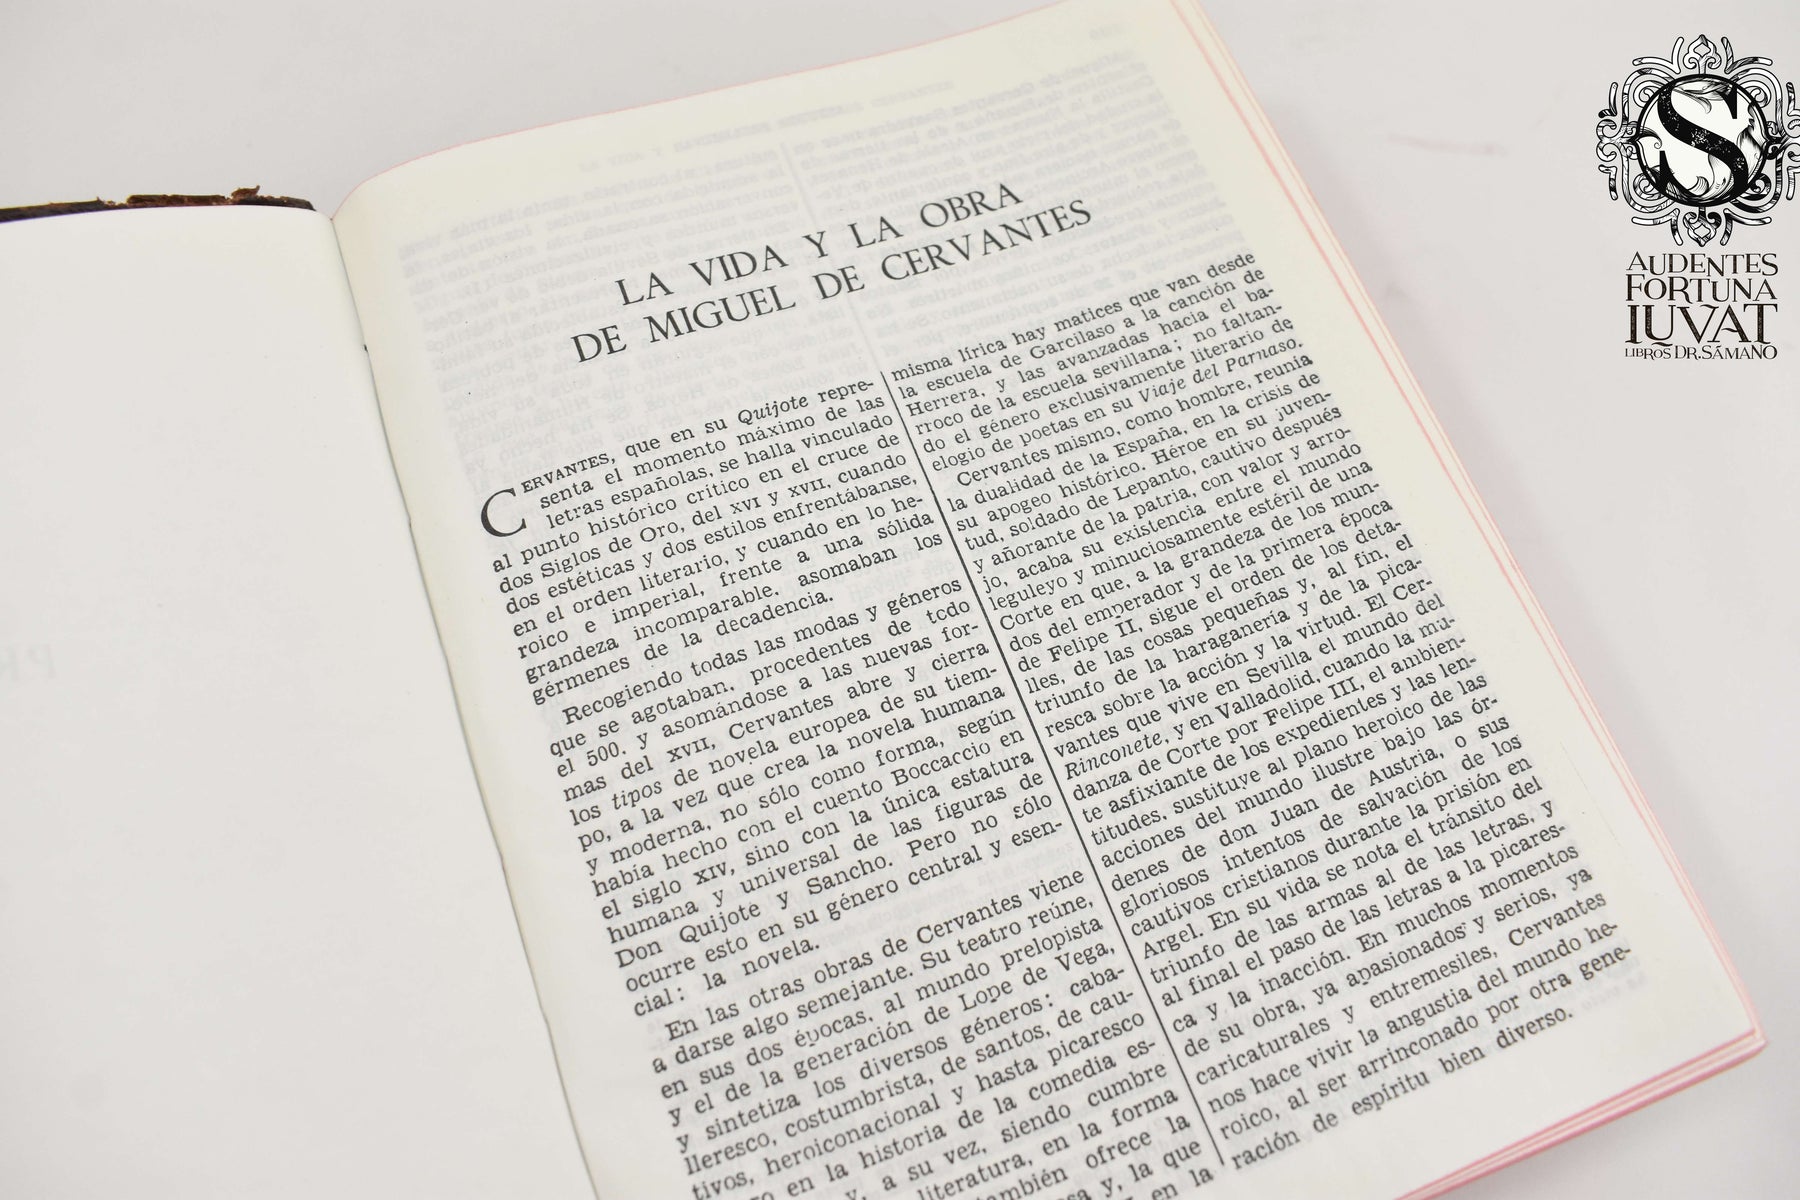 LA VIDA Y LA OBRA
DE MIGUEL DE CERVANTES
CERVANTES, que en su Quijote repre-
senta el momento máximo de las
letras españolas, se halla vinculado
al punto histórico crítico en el cruce de
dos Siglos de Oro, del XVI y XVII, cuando
dos estéticas y dos estilos enfrentábanse,
en el orden literario, y cuando en lo he-
roico e imperial, frente a una sólida
grandeza incomparable, asomaban los
gérmenes de la decadencia.
Recogiendo todas las modas y géneros
que se agotaban, procedentes de todo
el 500. y asomándose a las nuevas for-
mas del XVII, Cervantes abre y cierra
los tipos de novela europea de su tiem-
po, a la vez que crea la novela humana
y moderna, no sólo como forma, según
había hecho con el cuento Boccaccio en
el siglo XIV, sino con la única estatura
humana y universal de las figuras de
Don Quijote y Sancho. Pero no sólo
ocurre esto en su género central y esen-
cial: la novela.
En las otras obras de Cervantes viene
a darse algo semejante. Su teatro reúne,
en sus dos épocas, al mundo prelopista
y el de la generación de Lope de Vega,
y sintetiza los diversos géneros: caba-
lleresco, costumbrista, de santos, de cau-
tivos, heroiconacional y hasta picaresco
en la historia de la comedia es-
y, a su vez, siendo cumbre
literatura, en la forma
también ofrece la
y, la que
en la
misma lírica hay matices que van desde
la escuela de Garcilaso a la canción de
Herrera, y las avanzadas hacia el ba-
rroco de la escuela sevillana; no faltan-
do el género exclusivamente literario de
elogio de poetas en su Viaje del Parnaso.
Cervantes mismo, como hombre, reunía
la dualidad de la España, en la crisis de
su apogeo histórico. Héroe en su juven-
tud, soldado de Lepanto, cautivo después
y añorante de la patria, con valor y arro-
jo, acaba su existencia entre el mundo
leguleyo y minuciosamente estéril de una
Corte en que, a la grandeza de los mun-
dos del emperador y de la primera época
de Felipe II, sigue el orden de los deta-
lles, de las cosas pequeñas y, al fin, el
triunfo de la haraganería y de la pica-
resca sobre la acción y la virtud. El Cer-
vantes que vive en Sevilla el mundo del
Rinconete, y en Valladolid, cuando la mu-
danza de Corte por Felipe III, el ambien-
te asfixiante de los expedientes y las len-
titudes, sustituye al plano heroico de las
acciones del mundo ilustre bajo las ór-
denes de don Juan de Austria, o sus
gloriosos intentos de salvación de los
cautivos cristianos durante la prisión en
Argel. En su vida se nota el tránsito del
triunfo de las armas al de las letras, y
al final el paso de las letras a la picares-
ca y la inacción. En muchos momentos
de su obra, ya apasionados y serios, ya
caricaturales y entremesiles, Cervantes
nos hace vivir la angustia del mundo he-
roico, al ser arrinconado por otra gene-
ración de espíritu bien diverso.
S
AUDENTES
FORTUNA
IUVAT
LIBROS DR. SÁMANO